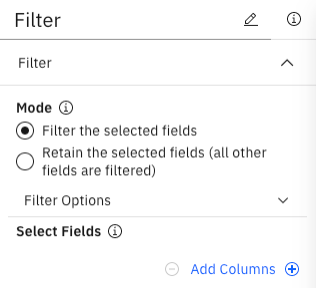 Filter
Filter
Mode
Filter the selected fields
Retain the selected fields (all other
fields are filtered)
Filter Options
Select Fields
Add Columns